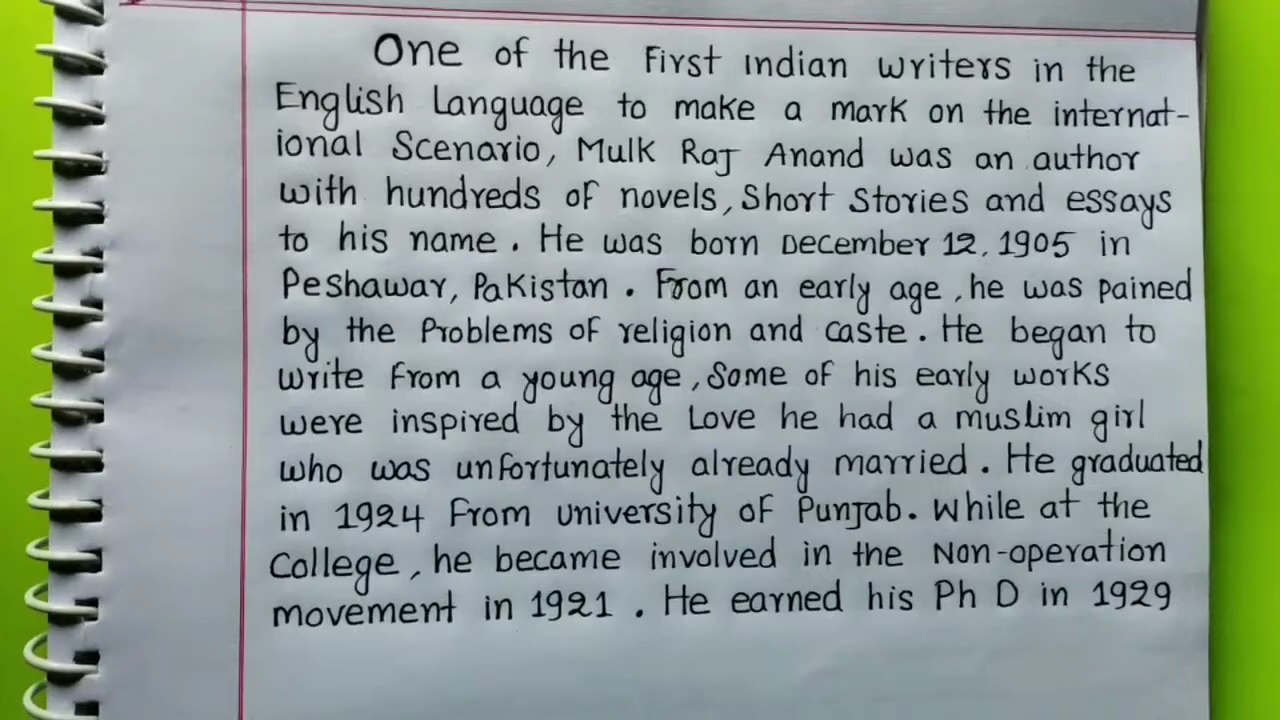 One of the First indian writers in the
English Language to make a mark on the internat-
ional Scenario, Mulk Raj Anand was an author
with hundreds of novels, Short Stories and essays
to his name. He was born December 12, 1905 in
Peshawar, Pakistan. From an early age, he was pained
by the Problems of religion and caste. He began to
write From a young age, Some of his early works
were inspired by the Love he had a muslim girl
who was unfortunately already married. He graduated
in 1924 From university of Punjab. While at the
College, he became involved in the Non-operation
movement in 1921. He earned his Ph D in 1929